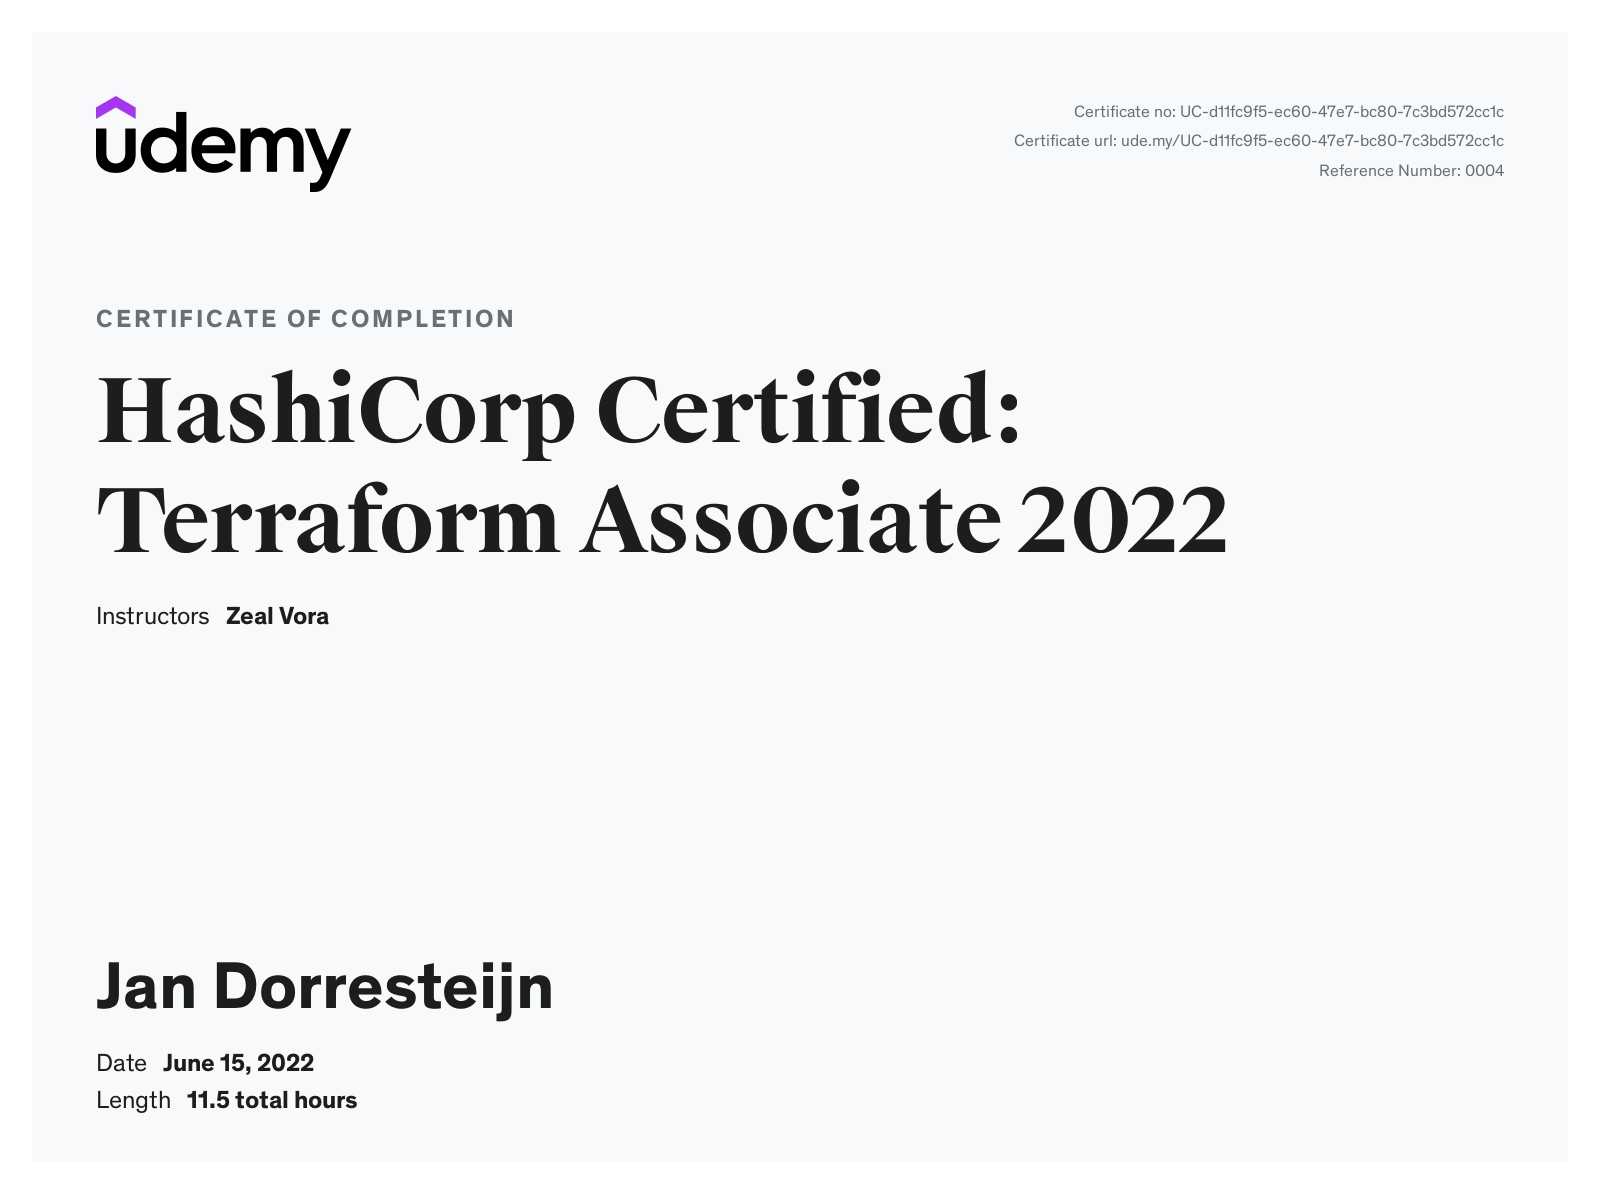 udemy
Certificate no: UC-d11fc9f5-ec60-47e7-bc80-7c3bd572cc1c
Certificate url: ude.my/UC-d11fc9f5-ec60-47e7-bc80-7c3bd572cc1c
Reference Number: 0004
CERTIFICATE OF COMPLETION
HashiCorp Certified:
Terraform Associate 2022
Instructors Zeal Vora
Jan Dorresteijn
Date June 15, 2022
Length 11.5 total hours